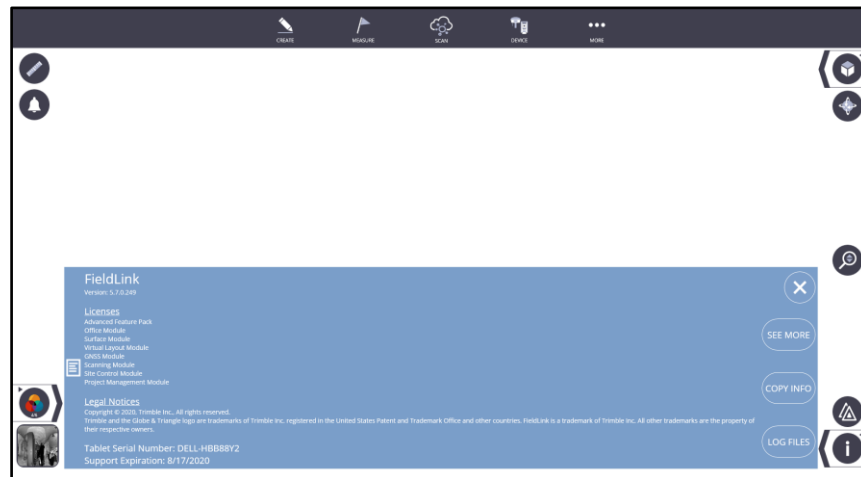 CREATE
MEASURE
SCAN
DEVICE
MORE
FieldLink
Version: 5.7.0.249
Licenses
Advanced Feature Pack
Office Module
Surface Module
Virtual Layout Module
GNSS Module
Scanning Module
Site Control Module
Project Management Module
Legal Notices
Copyright © 2020, Trimble Inc., All rights reserved.
Trimble and the Globe & Triangle logo are trademarks of Trimble Inc. registered in the United States Patent and Trademark Office and other countries. FieldLink is a trademark of Trimble Inc. All other trademarks are the property of
their respective owners.
Tablet Serial Number: DELL-HBB88Y2
Support Expiration: 8/17/2020
SEE MORE
COPY INFO
LOG FILES